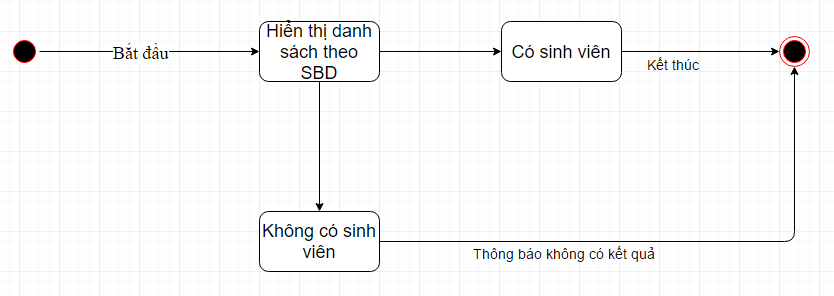 Bắt đầu
Hiển thị danh
sách theo
SBD
Có sinh viên
Kết thúc
Không có sinh
viên
Thông báo không có kết quả